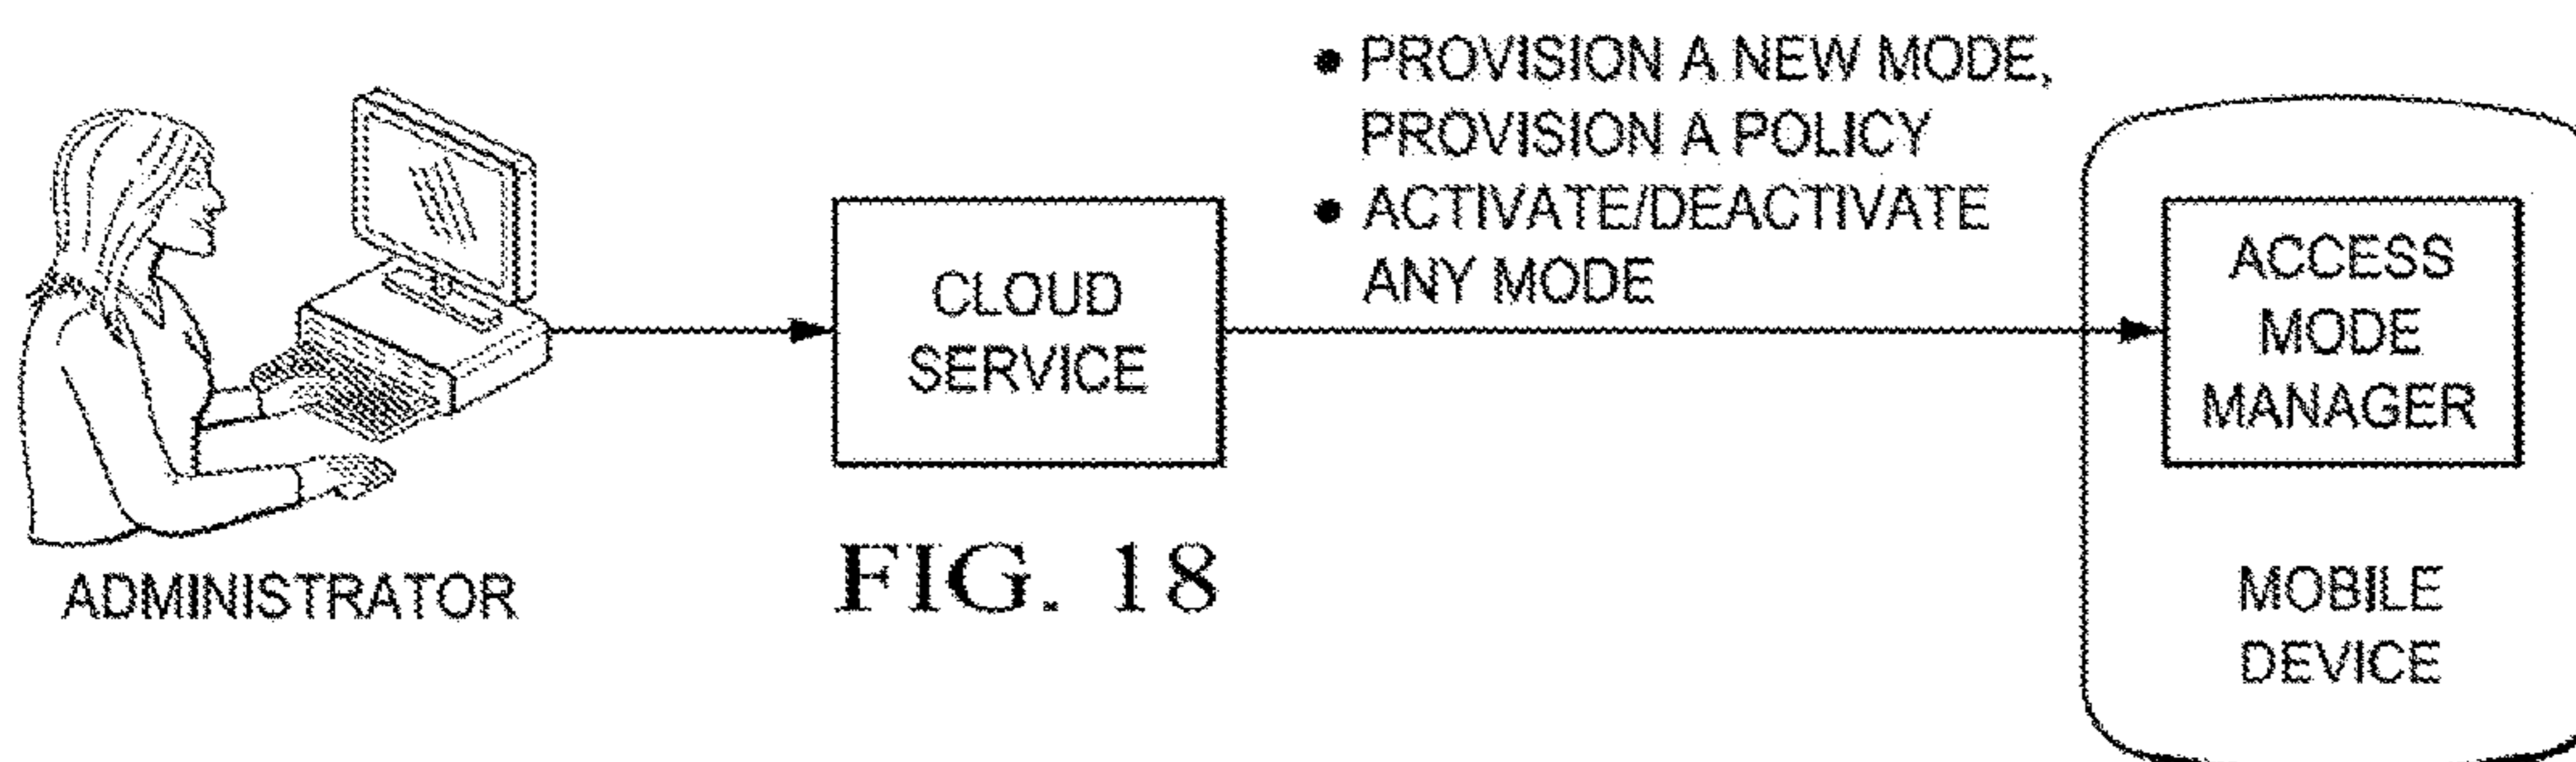 • PROVISION A NEW MODE,
PROVISION A POLICY
• ACTIVATE/DEACTIVATE
ANY MODE
CLOUD
SERVICE
ACCESS
MODE
MANAGER
ADMINISTRATOR
FIG. 18
MOBILE
DEVICE